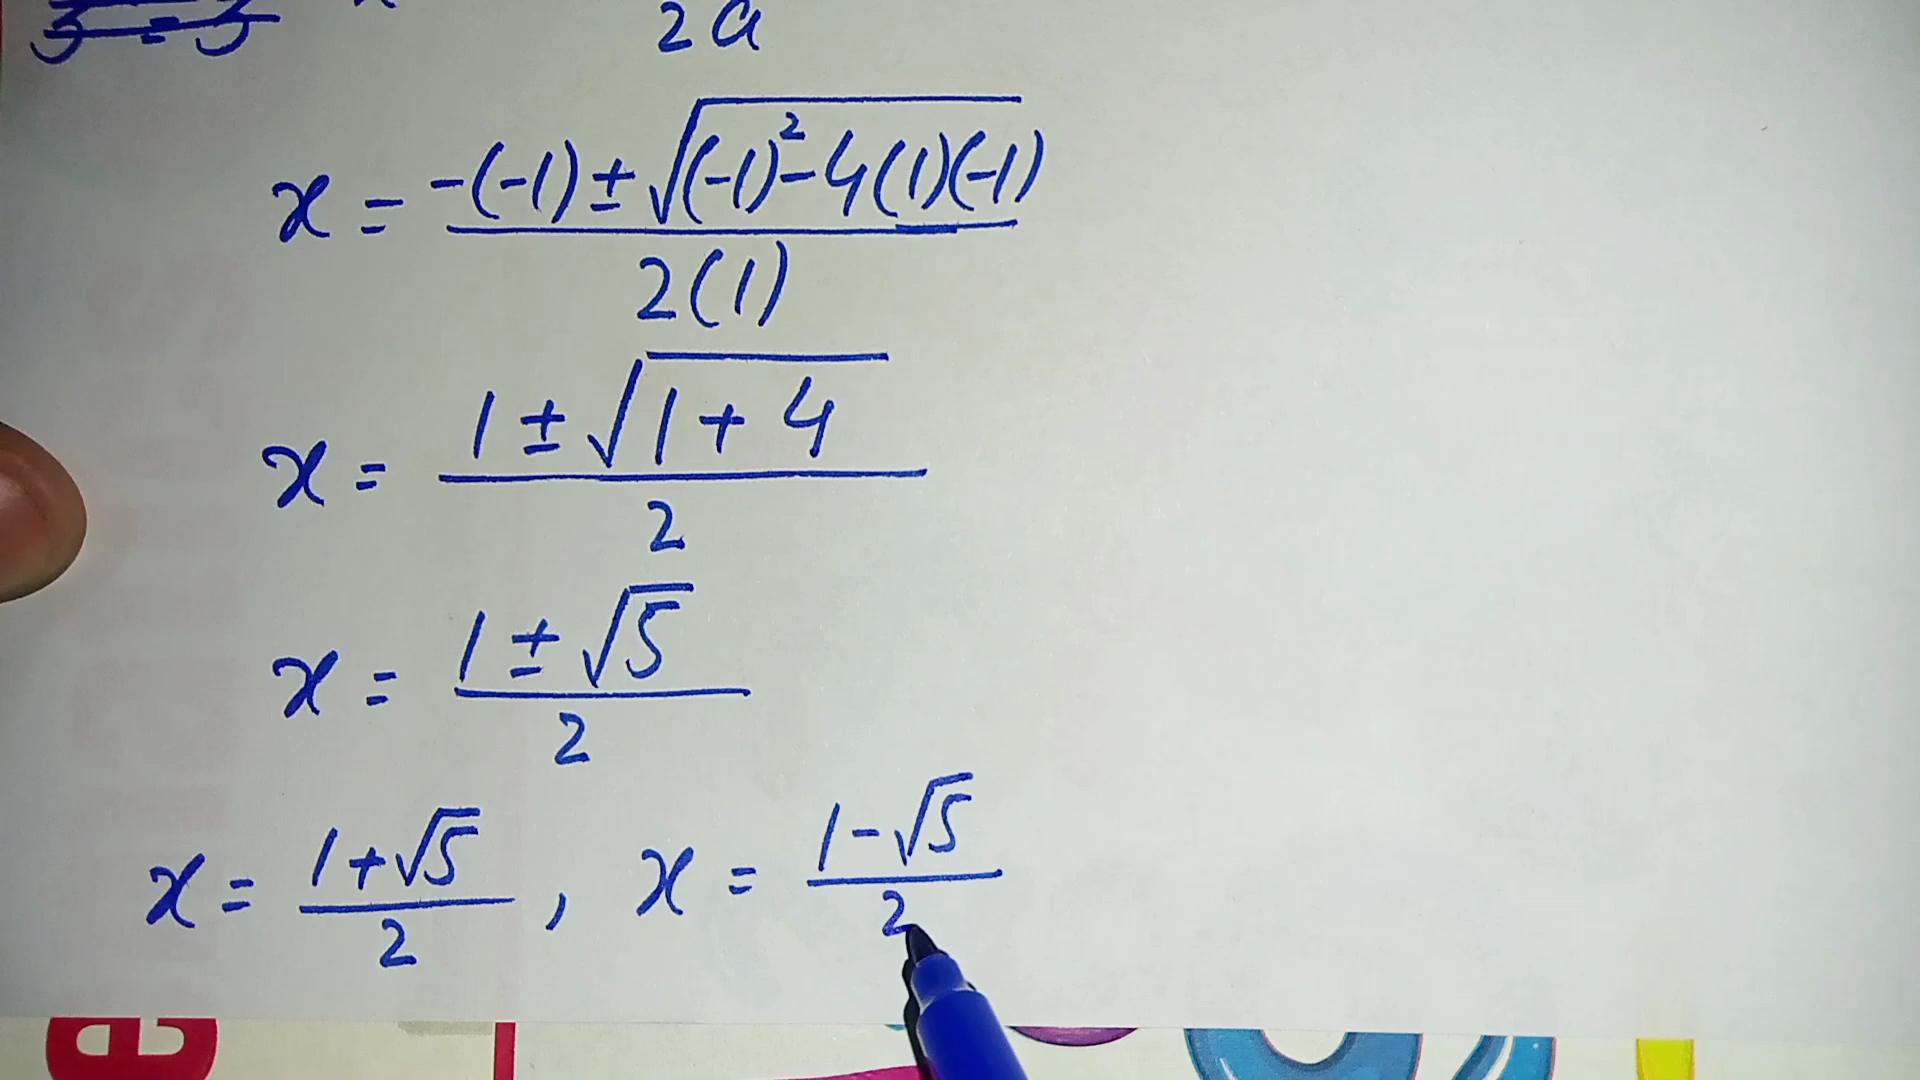 2a
x = -(-1) ± √(-1)² - 4(1)(-1) / 2(1)
x = 1 ± √1 + 4 / 2
x = 1 ± √5 / 2
x = 1 + √5 / 2 , x = 1 - √5 / 2